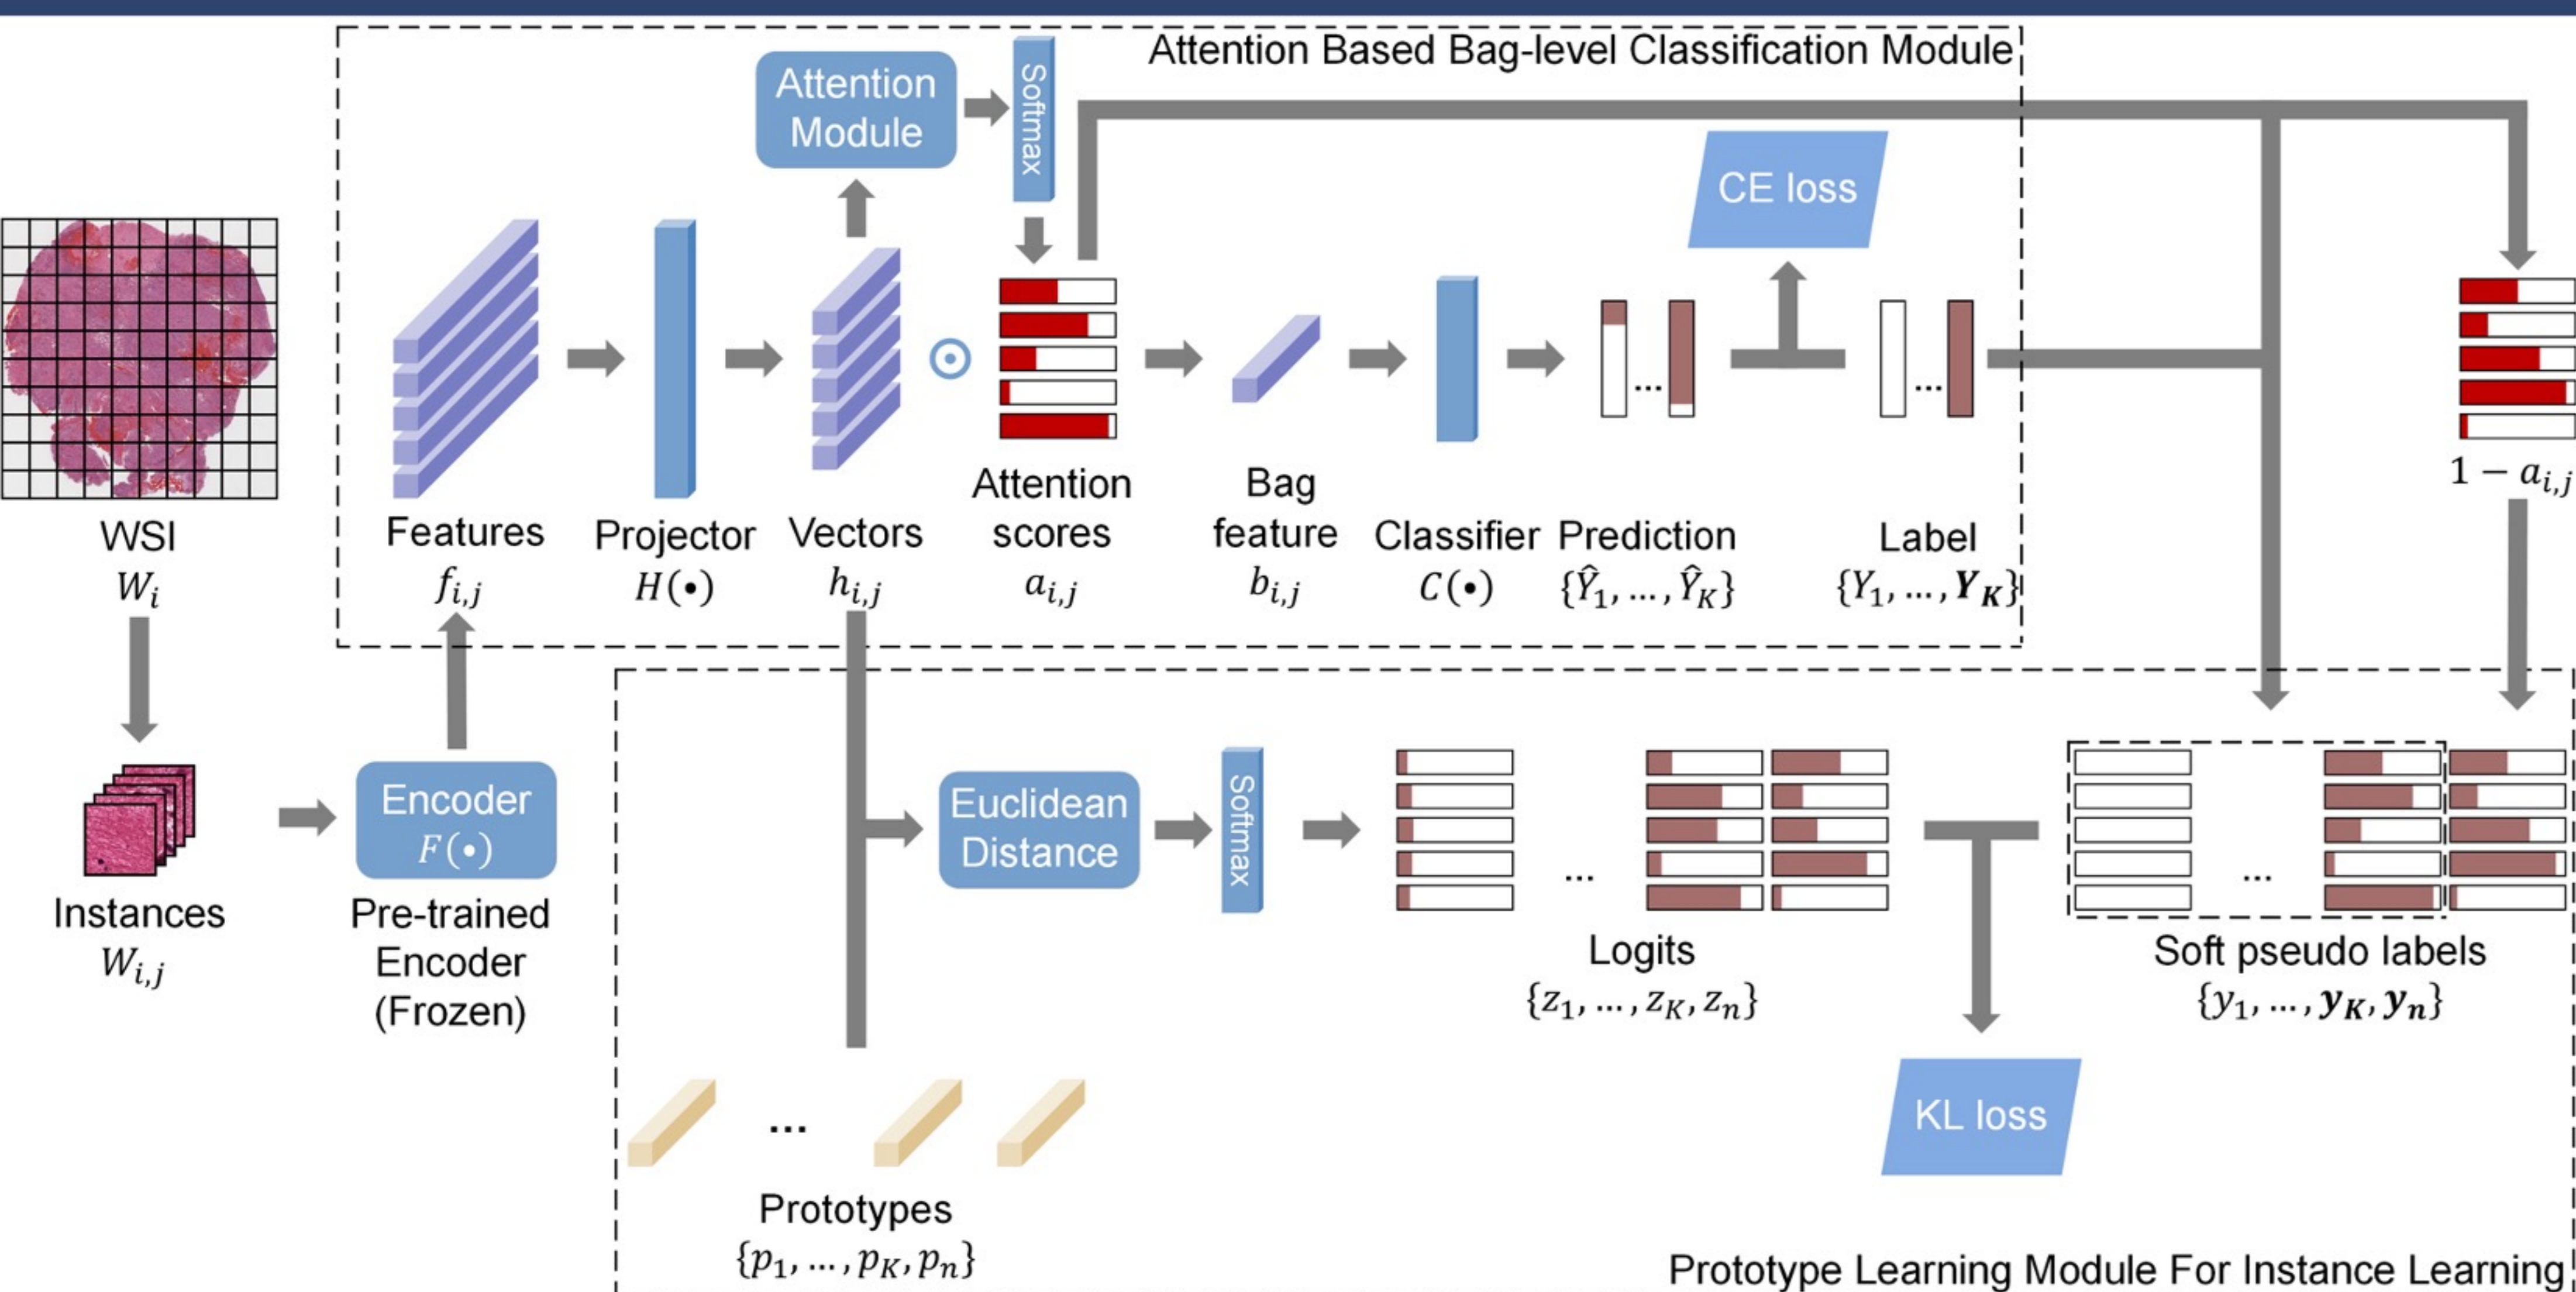 Attention Based Bag-level Classification Module
Attention
Module
Softmax
CE loss
WSI
W_i
Features
f_{i,j}
Projector
H(•)
Vectors
h_{i,j}
Attention
scores
a_{i,j}
Bag
feature
b_{i,j}
Classifier
C(•)
Prediction
{Ŷ_1, ..., Ŷ_K}
...
Label
{Y_1, ..., Y_K}
...
1 − a_{i,j}
Instances
W_{i,j}
Encoder
F(•)
Pre-trained
Encoder
(Frozen)
Euclidean
Distance
Softmax
...
Logits
{z_1, ..., z_K, z_n}
...
Soft pseudo labels
{y_1, ..., y_K, y_n}
KL loss
...
Prototypes
{p_1, ..., p_K, p_n}
Prototype Learning Module For Instance Learning